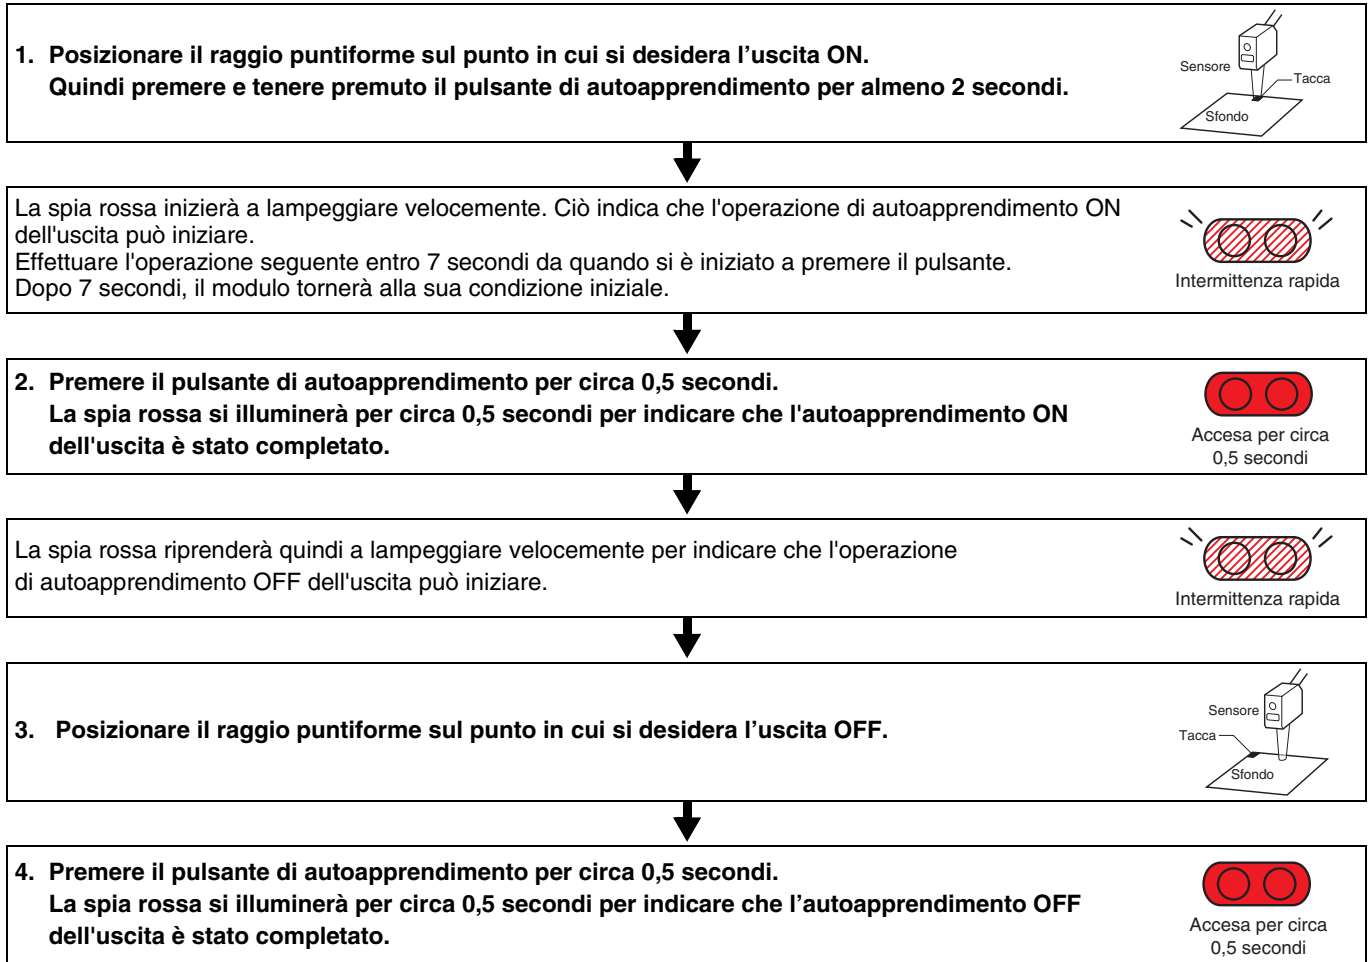 1. Posizionare il raggio puntiforme sul punto in cui si desidera l’uscita ON.
Quindi premere e tenere premuto il pulsante di autoapprendimento per almeno 2 secondi.
Sensore
Tacca
Sfondo
La spia rossa inizierà a lampeggiare velocemente. Ciò indica che l'operazione di autoapprendimento ON
dell'uscita può iniziare.
Effettuare l'operazione seguente entro 7 secondi da quando si è iniziato a premere il pulsante.
Dopo 7 secondi, il modulo tornerà alla sua condizione iniziale.
Intermittenza rapida
2. Premere il pulsante di autoapprendimento per circa 0,5 secondi.
La spia rossa si illuminerà per circa 0,5 secondi per indicare che l'autoapprendimento ON
dell'uscita è stato completato.
Accesa per circa
0,5 secondi
La spia rossa riprenderà quindi a lampeggiare velocemente per indicare che l'operazione
di autoapprendimento OFF dell'uscita può iniziare.
Intermittenza rapida
3. Posizionare il raggio puntiforme sul punto in cui si desidera l’uscita OFF.
Sensore
Tacca
Sfondo
4. Premere il pulsante di autoapprendimento per circa 0,5 secondi.
La spia rossa si illuminerà per circa 0,5 secondi per indicare che l’autoapprendimento OFF
dell'uscita è stato completato.
Accesa per circa
0,5 secondi